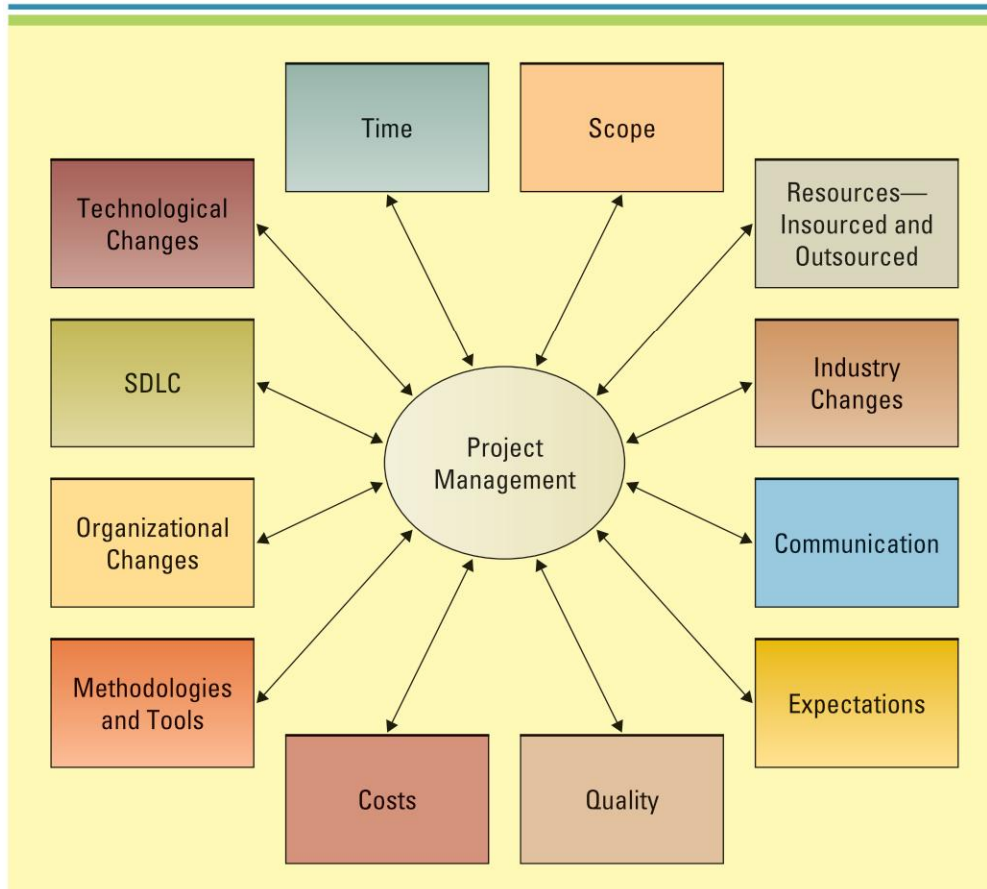 Time
Scope
Technological
Changes
Resources—
Insourced and
Outsourced
SDLC
Industry
Changes
Project
Management
Organizational
Changes
Communication
Methodologies
and Tools
Expectations
Costs
Quality